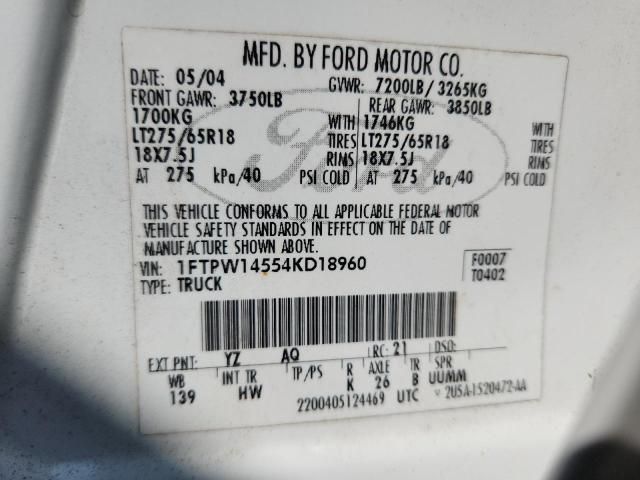 MFD. BY FORD MOTOR CO.
DATE: 05/04 GVWR: 7200LB/ 3265KG
FRONT GAWR: 3750LB REAR GAWR: 3850LB
1700KG 1746KG WITH
LT275/65R18 TIRES LT275/65R18 TIRES
18X7.5J RIMS 18X7.5J RIMS
AT 275 kPa/40 PSI COLD AT 275 kPa/40 PSI COLD
Ford
THIS VEHICLE CONFORMS TO ALL APPLICABLE FEDERAL MOTOR
VEHICLE SAFETY STANDARDS IN EFFECT ON THE DATE OF
MANUFACTURE SHOWN ABOVE.
VIN: 1FTPW14554KD18960 F0007
TYPE: TRUCK T0402
EXT PNT: YZ AQ RC: 21 DSO:
WB INT TR TP/PS R AXLE TR SPR
139 HW K 26 B UUMM
2200405124469 UTC 2U5A-1520472-AA